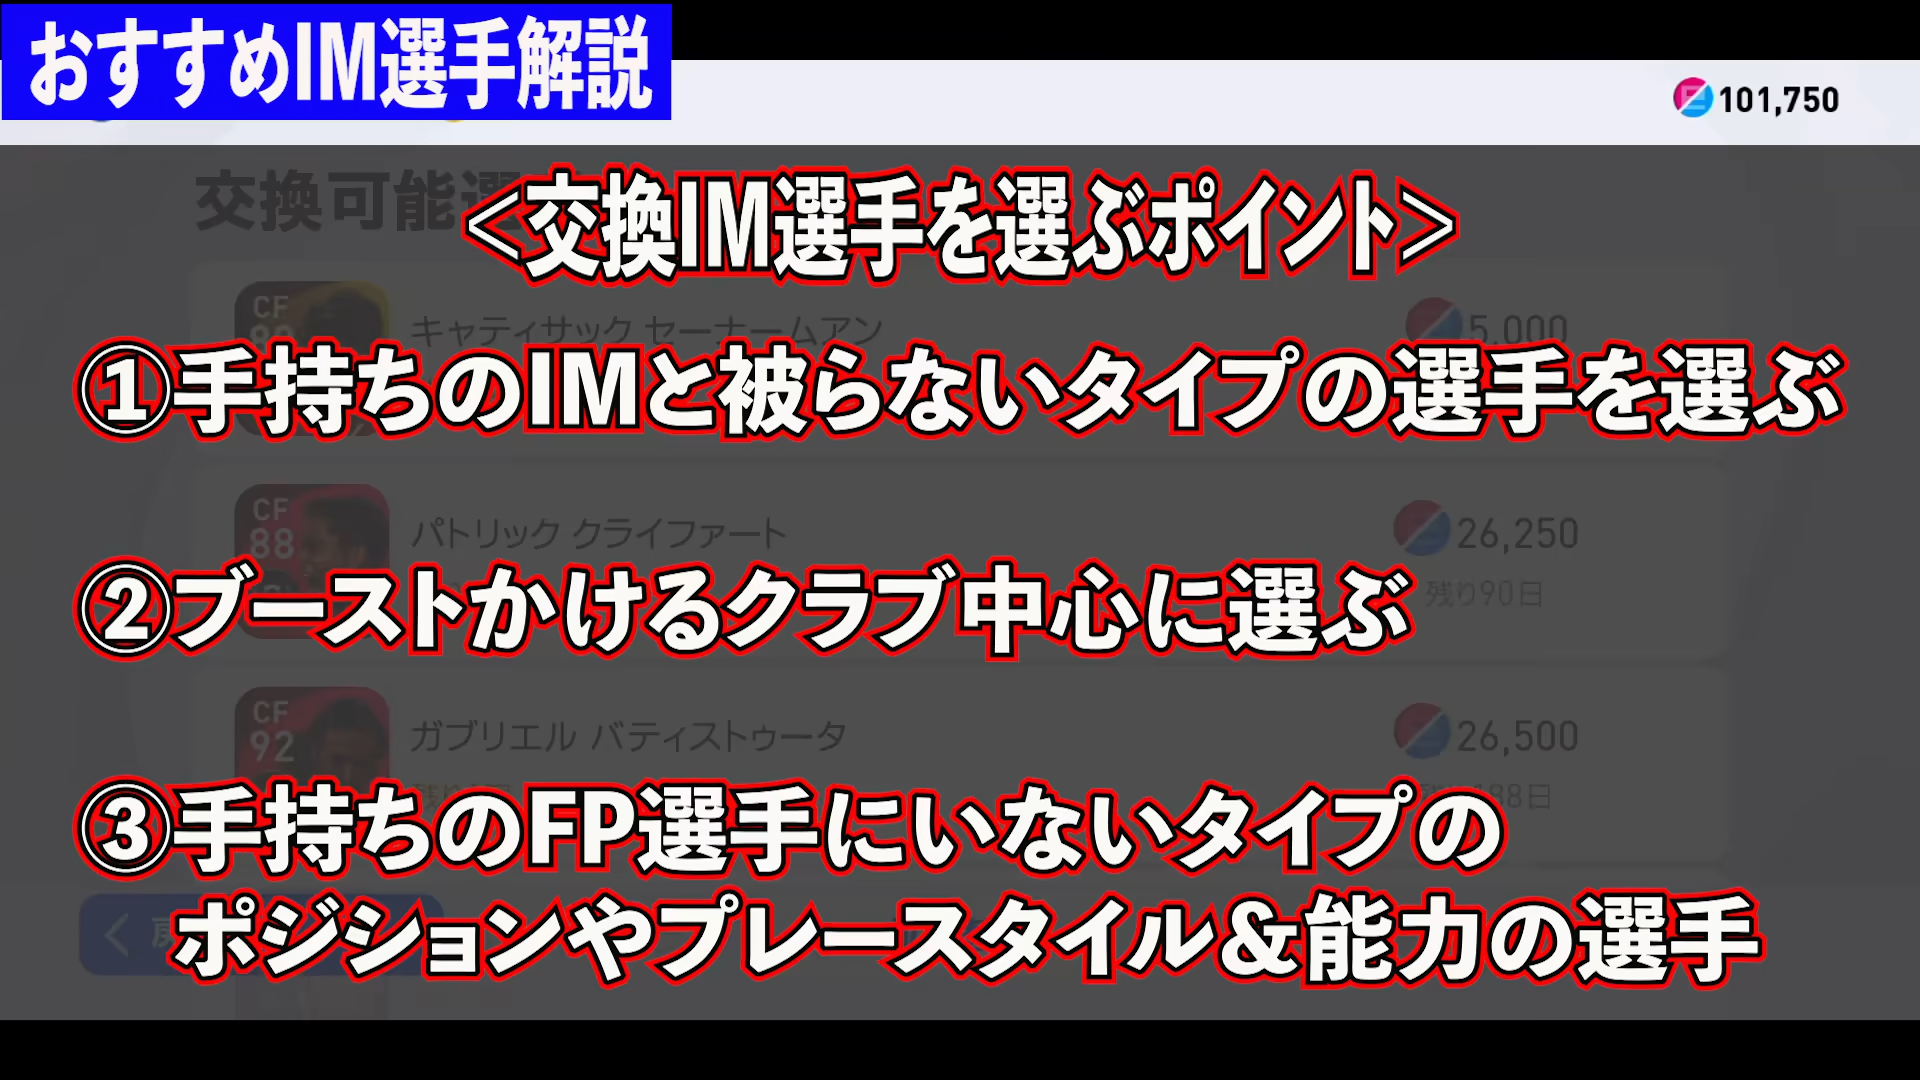 おすすめIM選手解説
101,750
交換可能選
<交換IM選手を選ぶポイント>
CF
キャティサック セーナームアン
5,000
①手持ちのIMと被らないタイプの選手を選ぶ
CF
88
パトリック クライファート
26,250
残り90日
②ブーストかけるクラブ中心に選ぶ
CF
92
ガブリエル バティストゥータ
26,500
③手持ちのFP選手にいないタイプの
ポジションやプレースタイル&能力の選手